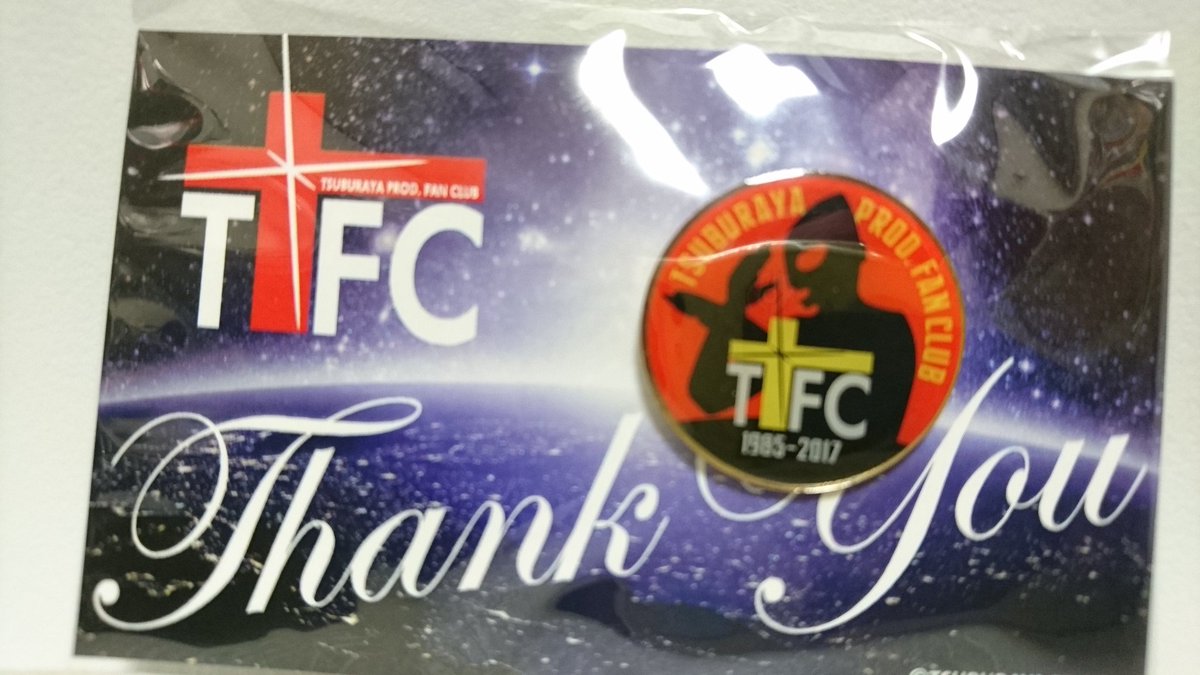 TSUBURAYA PROD. FAN CLUB
TFC
TSUBURAYA PROD. FAN CLUB
TFC
1985-2017
Thank You